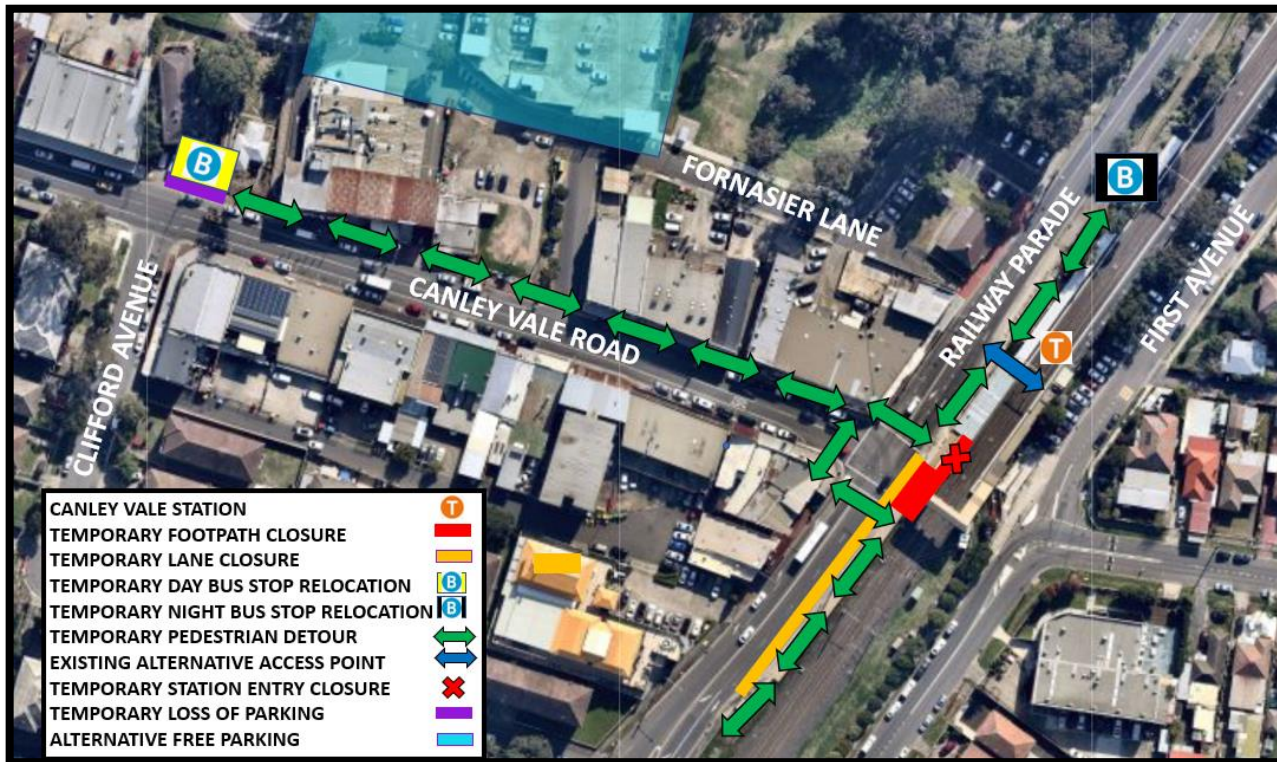 B
FORNASIER LANE
B
CANLEY VALE ROAD
CLIFFORD AVENUE
RAILWAY PARADE
FIRST AVENUE
T
CANLEY VALE STATION T
TEMPORARY FOOTPATH CLOSURE
TEMPORARY LANE CLOSURE
TEMPORARY DAY BUS STOP RELOCATION B
TEMPORARY NIGHT BUS STOP RELOCATION B
TEMPORARY PEDESTRIAN DETOUR
EXISTING ALTERNATIVE ACCESS POINT
TEMPORARY STATION ENTRY CLOSURE
TEMPORARY LOSS OF PARKING
ALTERNATIVE FREE PARKING